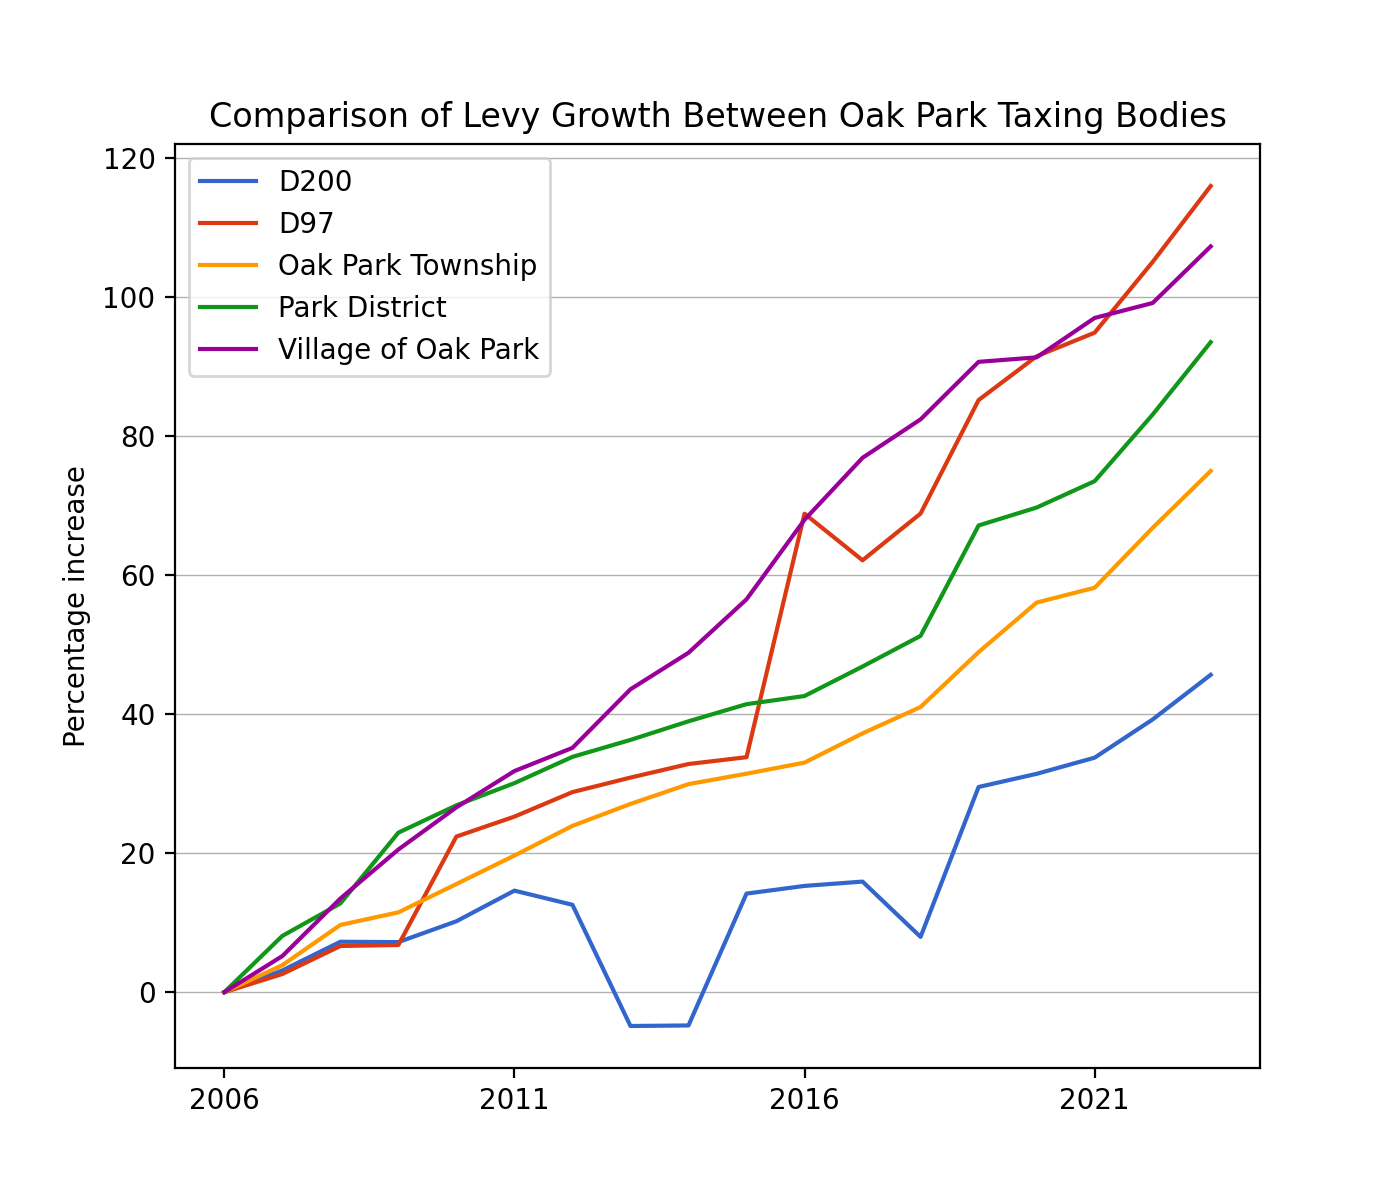 Comparison of Levy Growth Between Oak Park Taxing Bodies
120
100
80
60
40
20
0
Percentage increase
D200
D97
Oak Park Township
Park District
Village of Oak Park
2006
2011
2016
2021